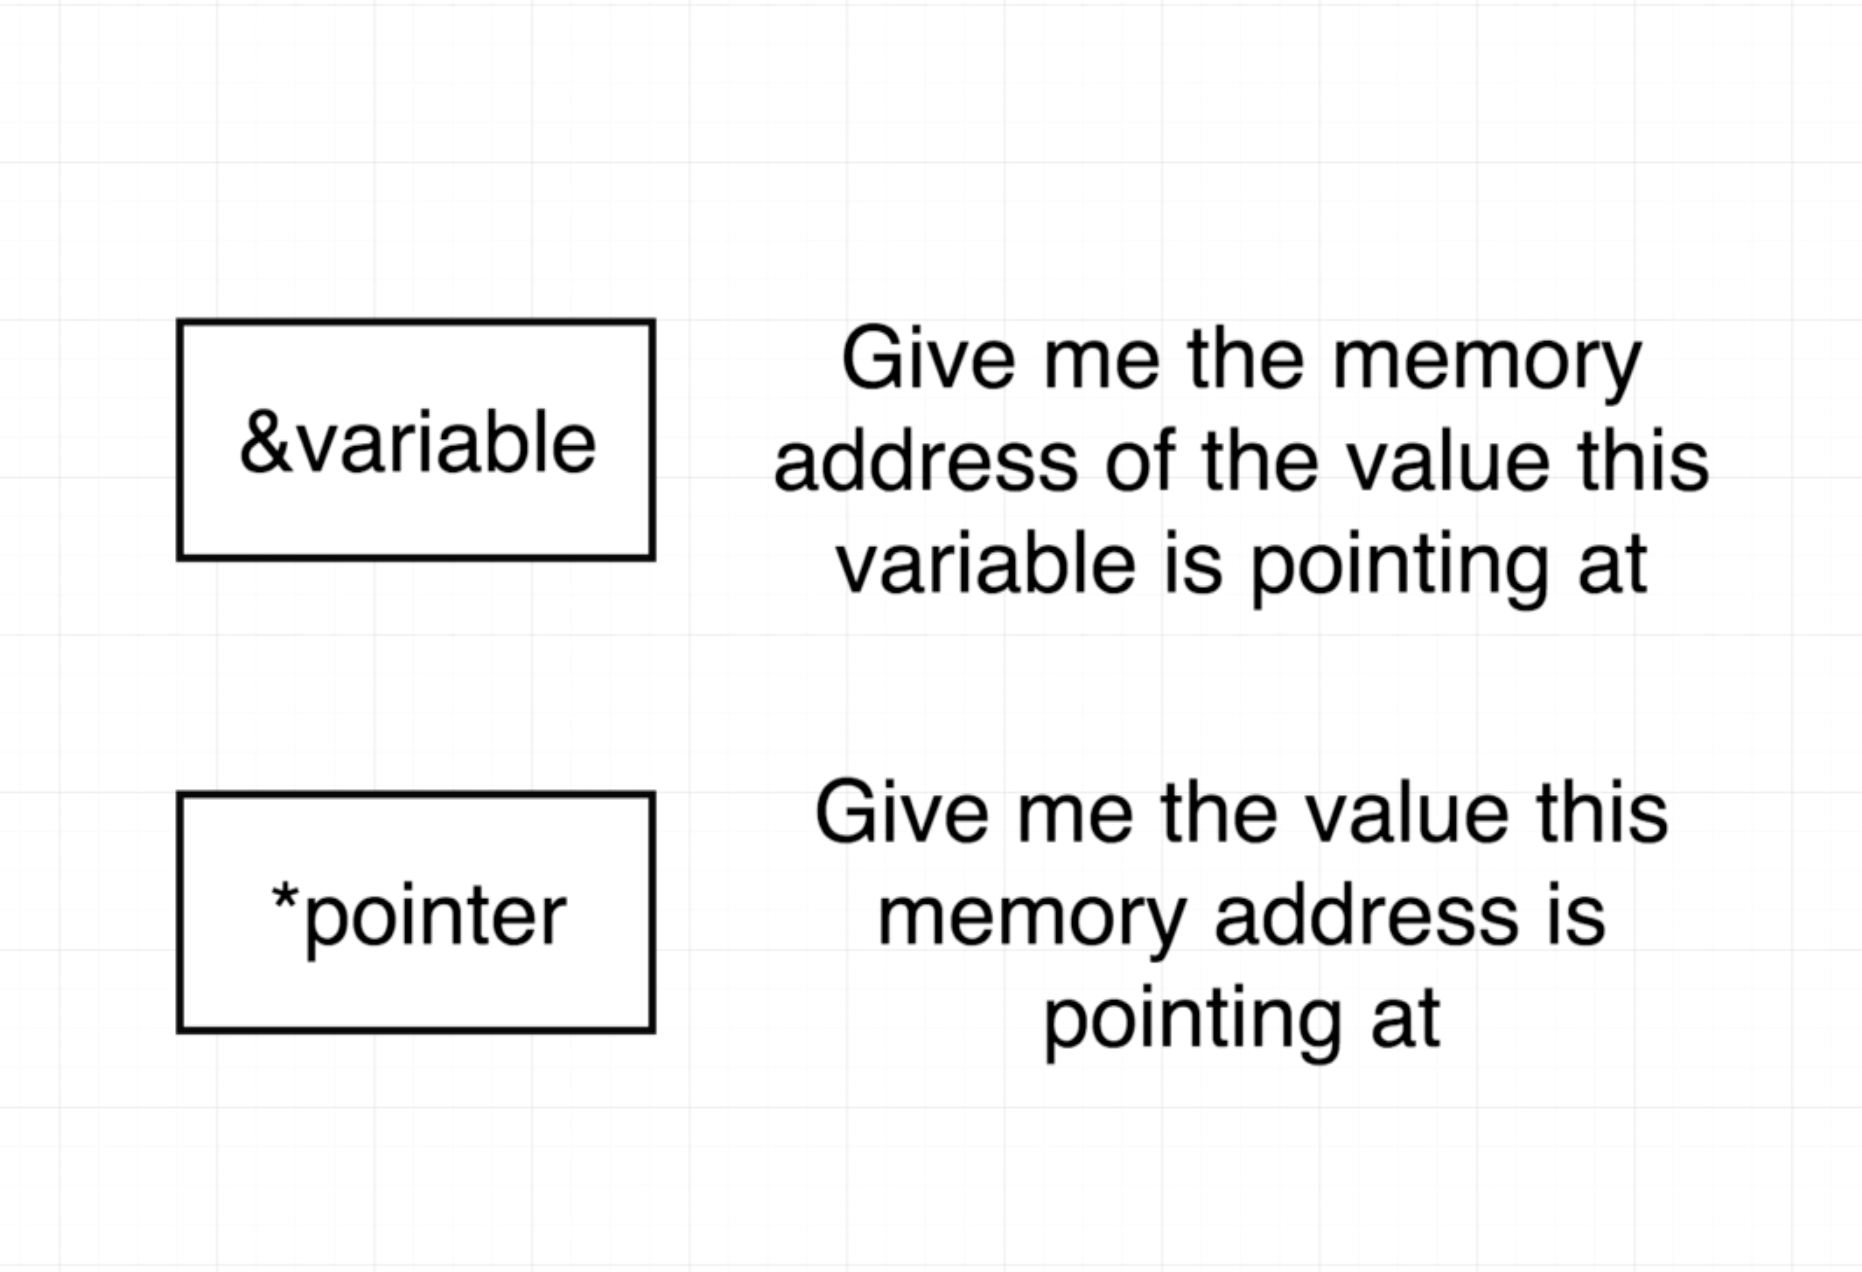 &variable
Give me the memory
address of the value this
variable is pointing at
*pointer
Give me the value this
memory address is
pointing at